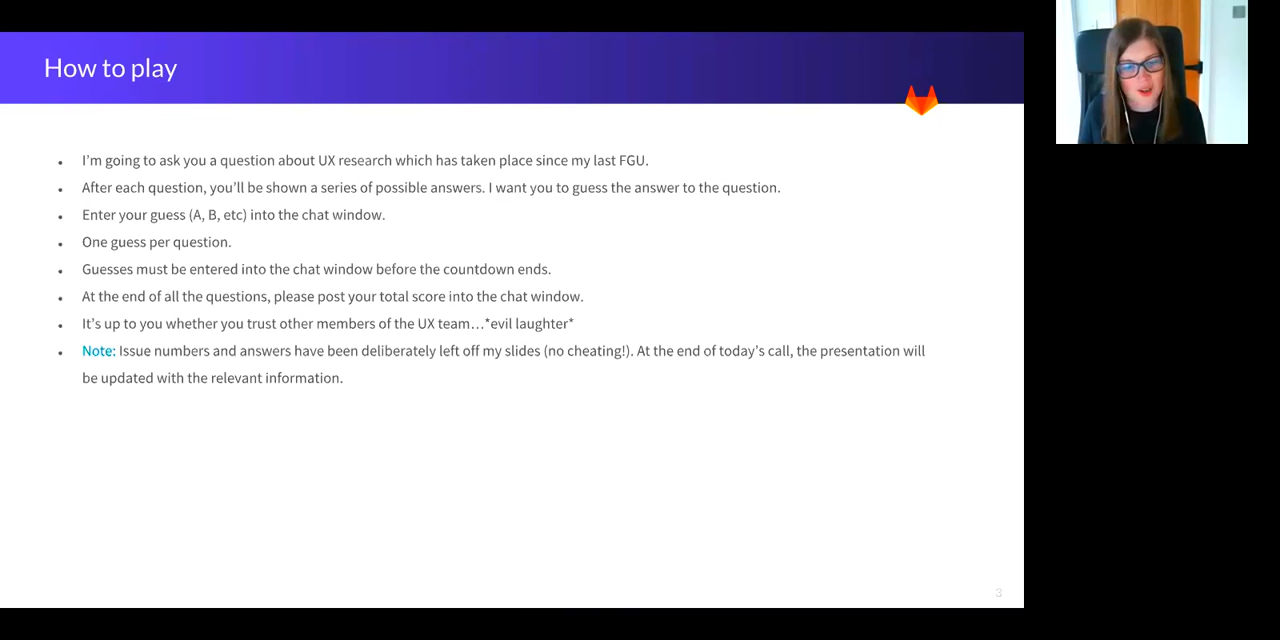 How to play
• I’m going to ask you a question about UX research which has taken place since my last FGU.
• After each question, you’ll be shown a series of possible answers. I want you to guess the answer to the question.
• Enter your guess (A, B, etc) into the chat window.
• One guess per question.
• Guesses must be entered into the chat window before the countdown ends.
• At the end of all the questions, please post your total score into the chat window.
• It’s up to you whether you trust other members of the UX team…*evil laughter*
• Note: Issue numbers and answers have been deliberately left off my slides (no cheating!). At the end of today’s call, the presentation will
be updated with the relevant information.
3